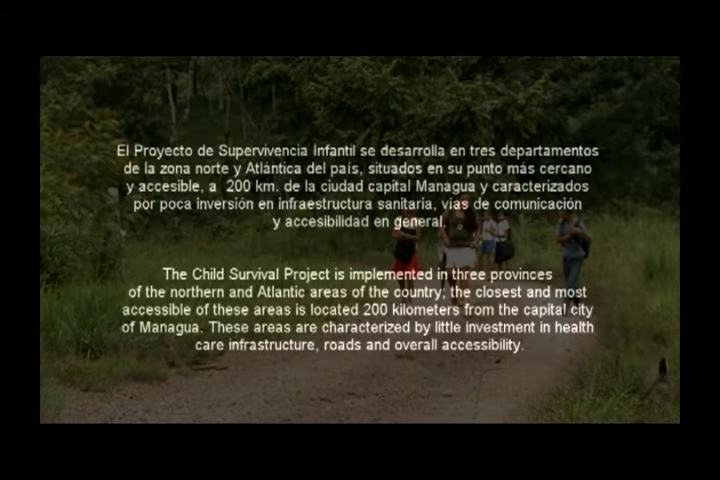 El Proyecto de Supervivencia Infantil se desarrolla en tres departamentos
de la zona norte y Atlántica del país, situados en su punto más cercano
y accesible, a 200 km. de la ciudad capital Managua y caracterizados
por poca inversión en infraestructura sanitaria, vías de comunicación
y accesibilidad en general.
The Child Survival Project is implemented in three provinces
of the northern and Atlantic areas of the country; the closest and most
accessible of these areas is located 200 kilometers from the capital city
of Managua. These areas are characterized by little investment in health
care infrastructure, roads and overall accessibility.